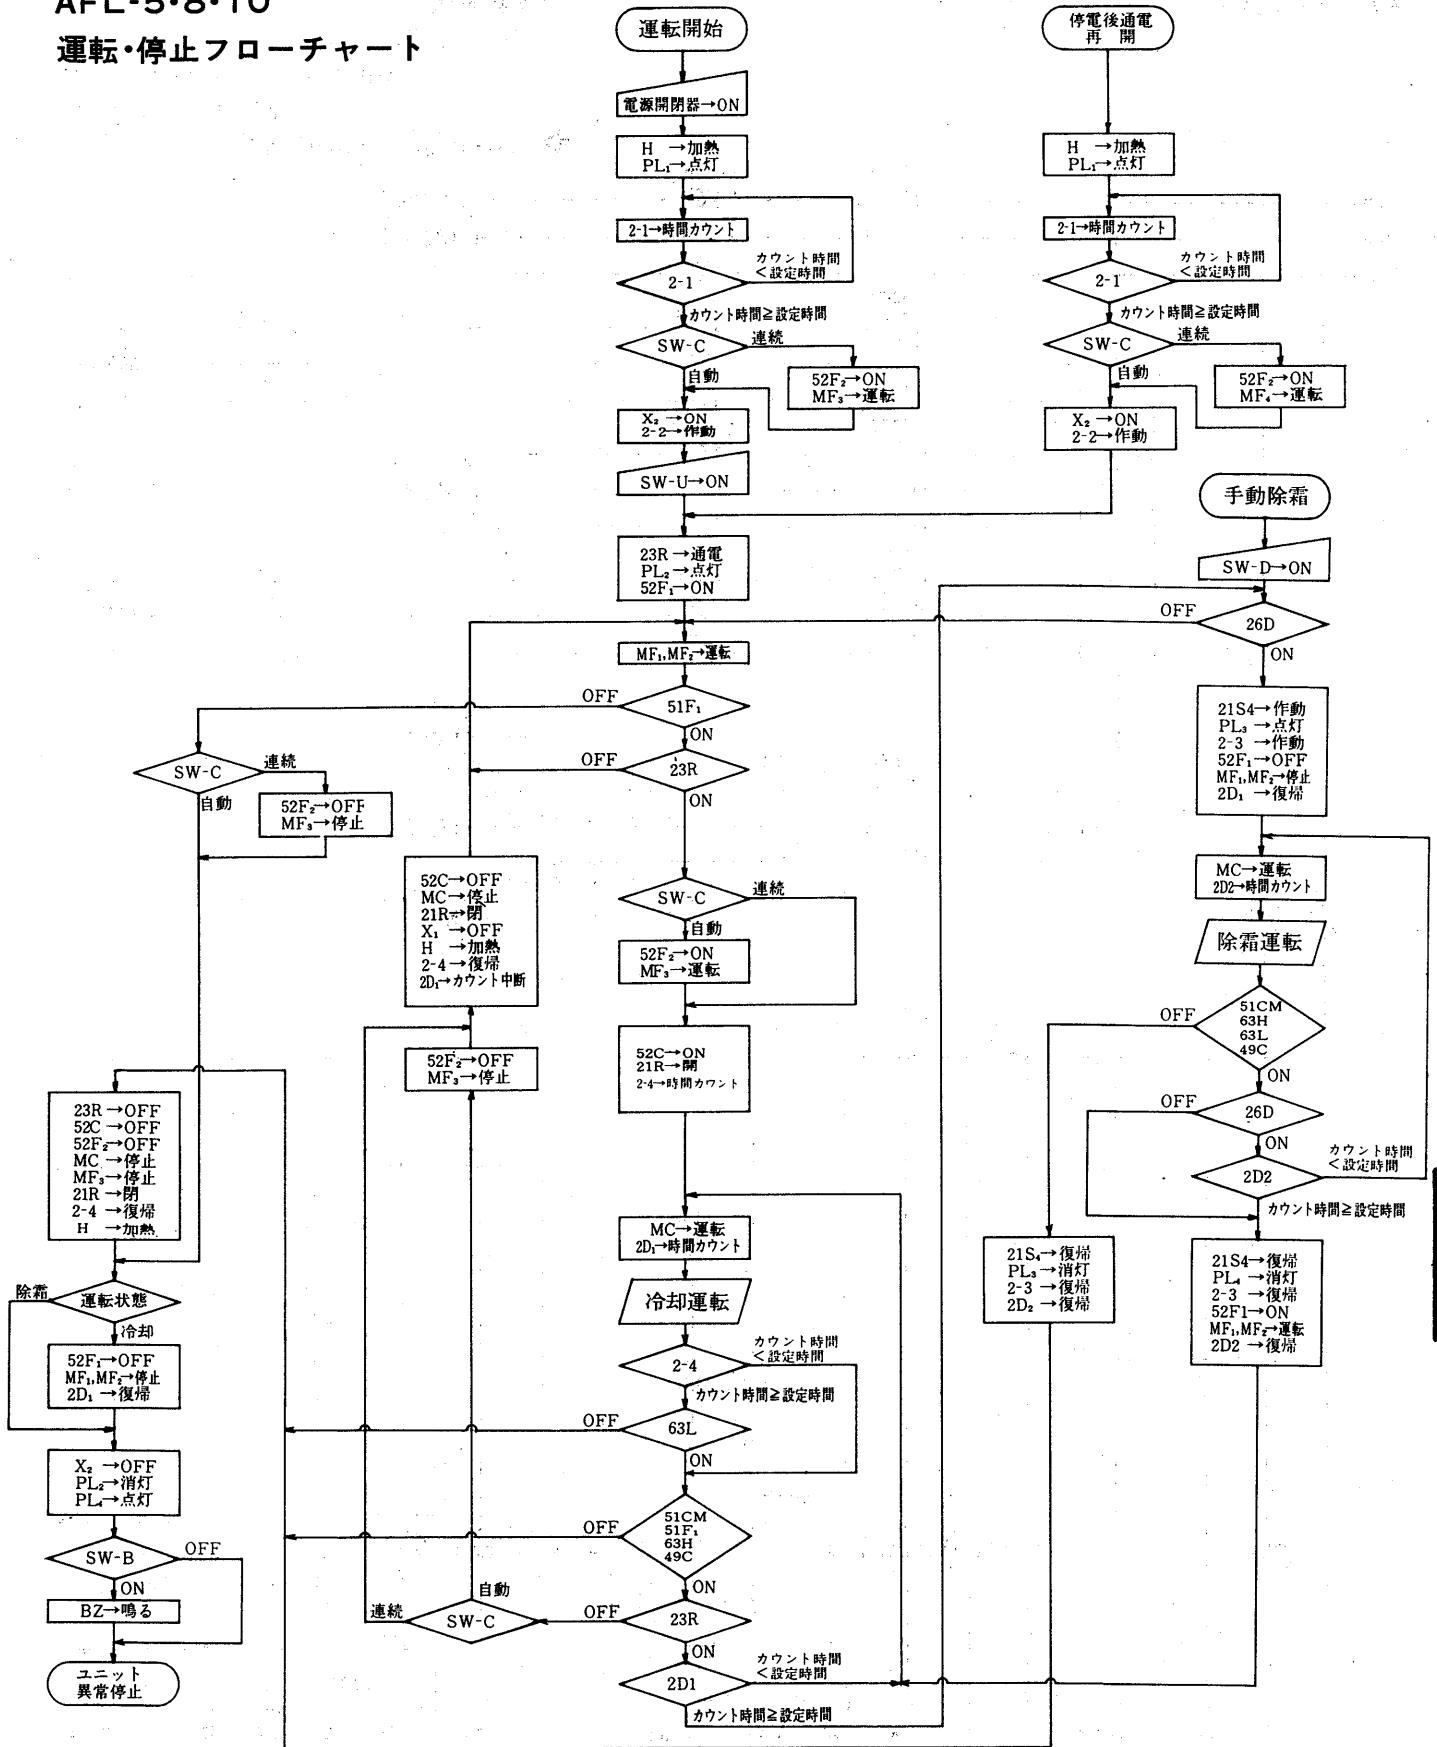 AFL-5・8・10
運転・停止フローチャート
運転開始
電源開閉器→ON
H →加熱
PL₁→点灯
2-1→時間カウント
カウント時間
<設定時間
2-1
カウント時間≧設定時間
SW-C
連続
自動
52F₂→ON
MF₃→運転
X₂→ON
2-2→作動
SW-U→ON
停電後通電
再開
H →加熱
PL₁→点灯
2-1→時間カウント
カウント時間
<設定時間
2-1
カウント時間≧設定時間
SW-C
連続
自動
52F₂→ON
MF₄→運転
X₂→ON
2-2→作動
23R→通電
PL₂→点灯
52F₁→ON
MF₁,MF₂→運転
OFF
51F₁
ON
OFF
23R
ON
SW-C
連続
自動
52F₂→ON
MF₃→運転
52C→ON
21R→開
2-4→時間カウント
MC→運転
2D₁→時間カウント
冷却運転
カウント時間
<設定時間
2-4
カウント時間≧設定時間
OFF
63L
ON
OFF
51CM
51F₁
63H
49C
ON
OFF
23R
ON
カウント時間
<設定時間
2D1
カウント時間≧設定時間
手動除霜
SW-D→ON
OFF
26D
ON
21S4→作動
PL₃→点灯
2-3→作動
52F₁→OFF
MF₁,MF₂→停止
2D₁→復帰
MC→運転
2D2→時間カウント
除霜運転
OFF
51CM
63H
63L
49C
ON
OFF
26D
ON
カウント時間
<設定時間
2D2
カウント時間≧設定時間
21S₄→復帰
PL₃→消灯
2-3→復帰
2D₂→復帰
21S4→復帰
PL₄→消灯
2-3→復帰
52F1→ON
MF₁,MF₂→運転
2D2→復帰
SW-C
連続
自動
52F₂→OFF
MF₃→停止
52C→OFF
MC→停止
21R→閉
X₁→OFF
H →加熱
2-4→復帰
2D₁→カウント中断
52F₂→OFF
MF₃→停止
自動
連続
SW-C
23R→OFF
52C→OFF
52F₂→OFF
MC→停止
MF₃→停止
21R→閉
2-4→復帰
H →加熱
除霜
運転状態
冷却
52F₁→OFF
MF₁,MF₂→停止
2D₁→復帰
X₂→OFF
PL₂→消灯
PL₄→点灯
SW-B
OFF
ON
BZ→鳴る
ユニット
異常停止